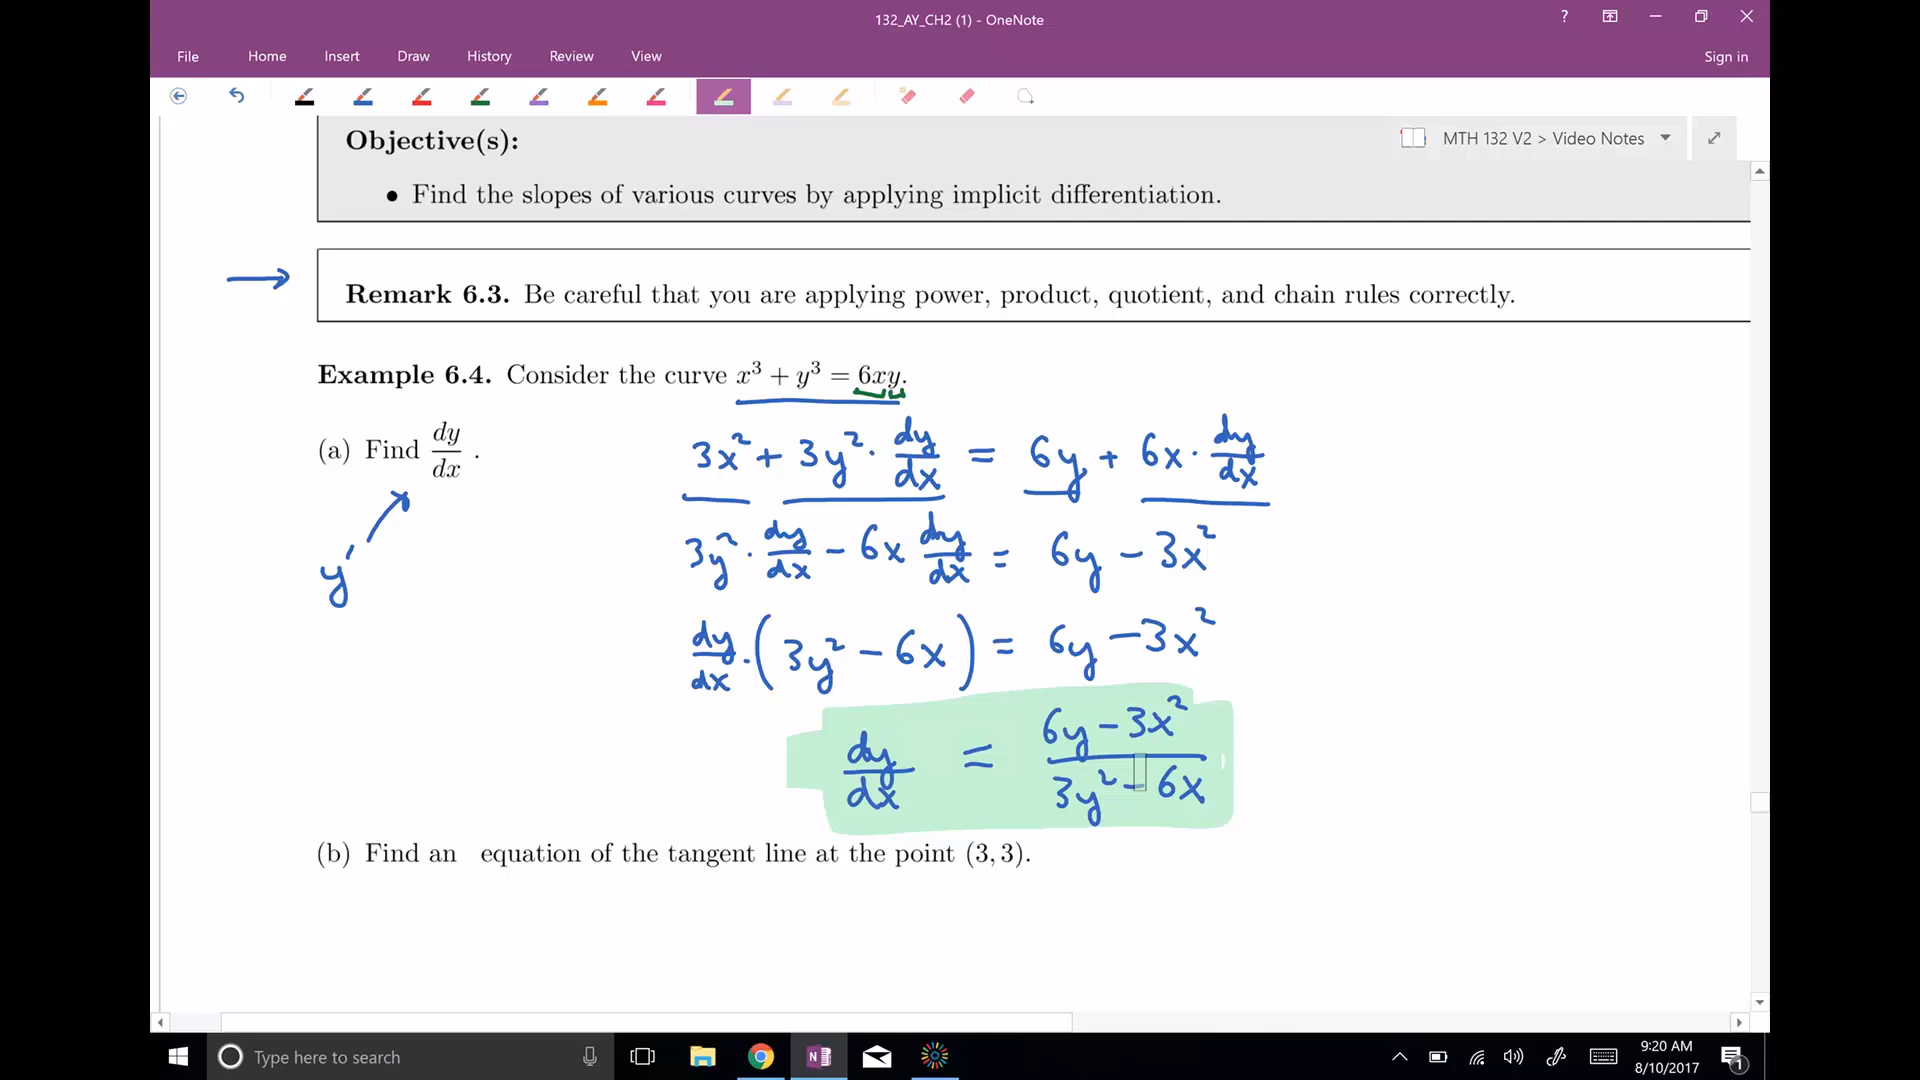 132_AY_CH2 (1) - OneNote
?
File Home Insert Draw History Review View Sign in
Objective(s):
MTH 132 V2 > Video Notes
• Find the slopes of various curves by applying implicit differentiation.
Remark 6.3. Be careful that you are applying power, product, quotient, and chain rules correctly.
Example 6.4. Consider the curve x³ + y³ = 6xy.
(a) Find dy/dx .
3x² + 3y² · dy/dx = 6y + 6x · dy/dx
y′
3y² · dy/dx − 6x dy/dx = 6y − 3x²
dy/dx · (3y² − 6x) = 6y − 3x²
dy/dx = (6y − 3x²)/(3y² − 6x)
(b) Find an equation of the tangent line at the point (3, 3).
Type here to search
N
9:20 AM
8/10/2017
1